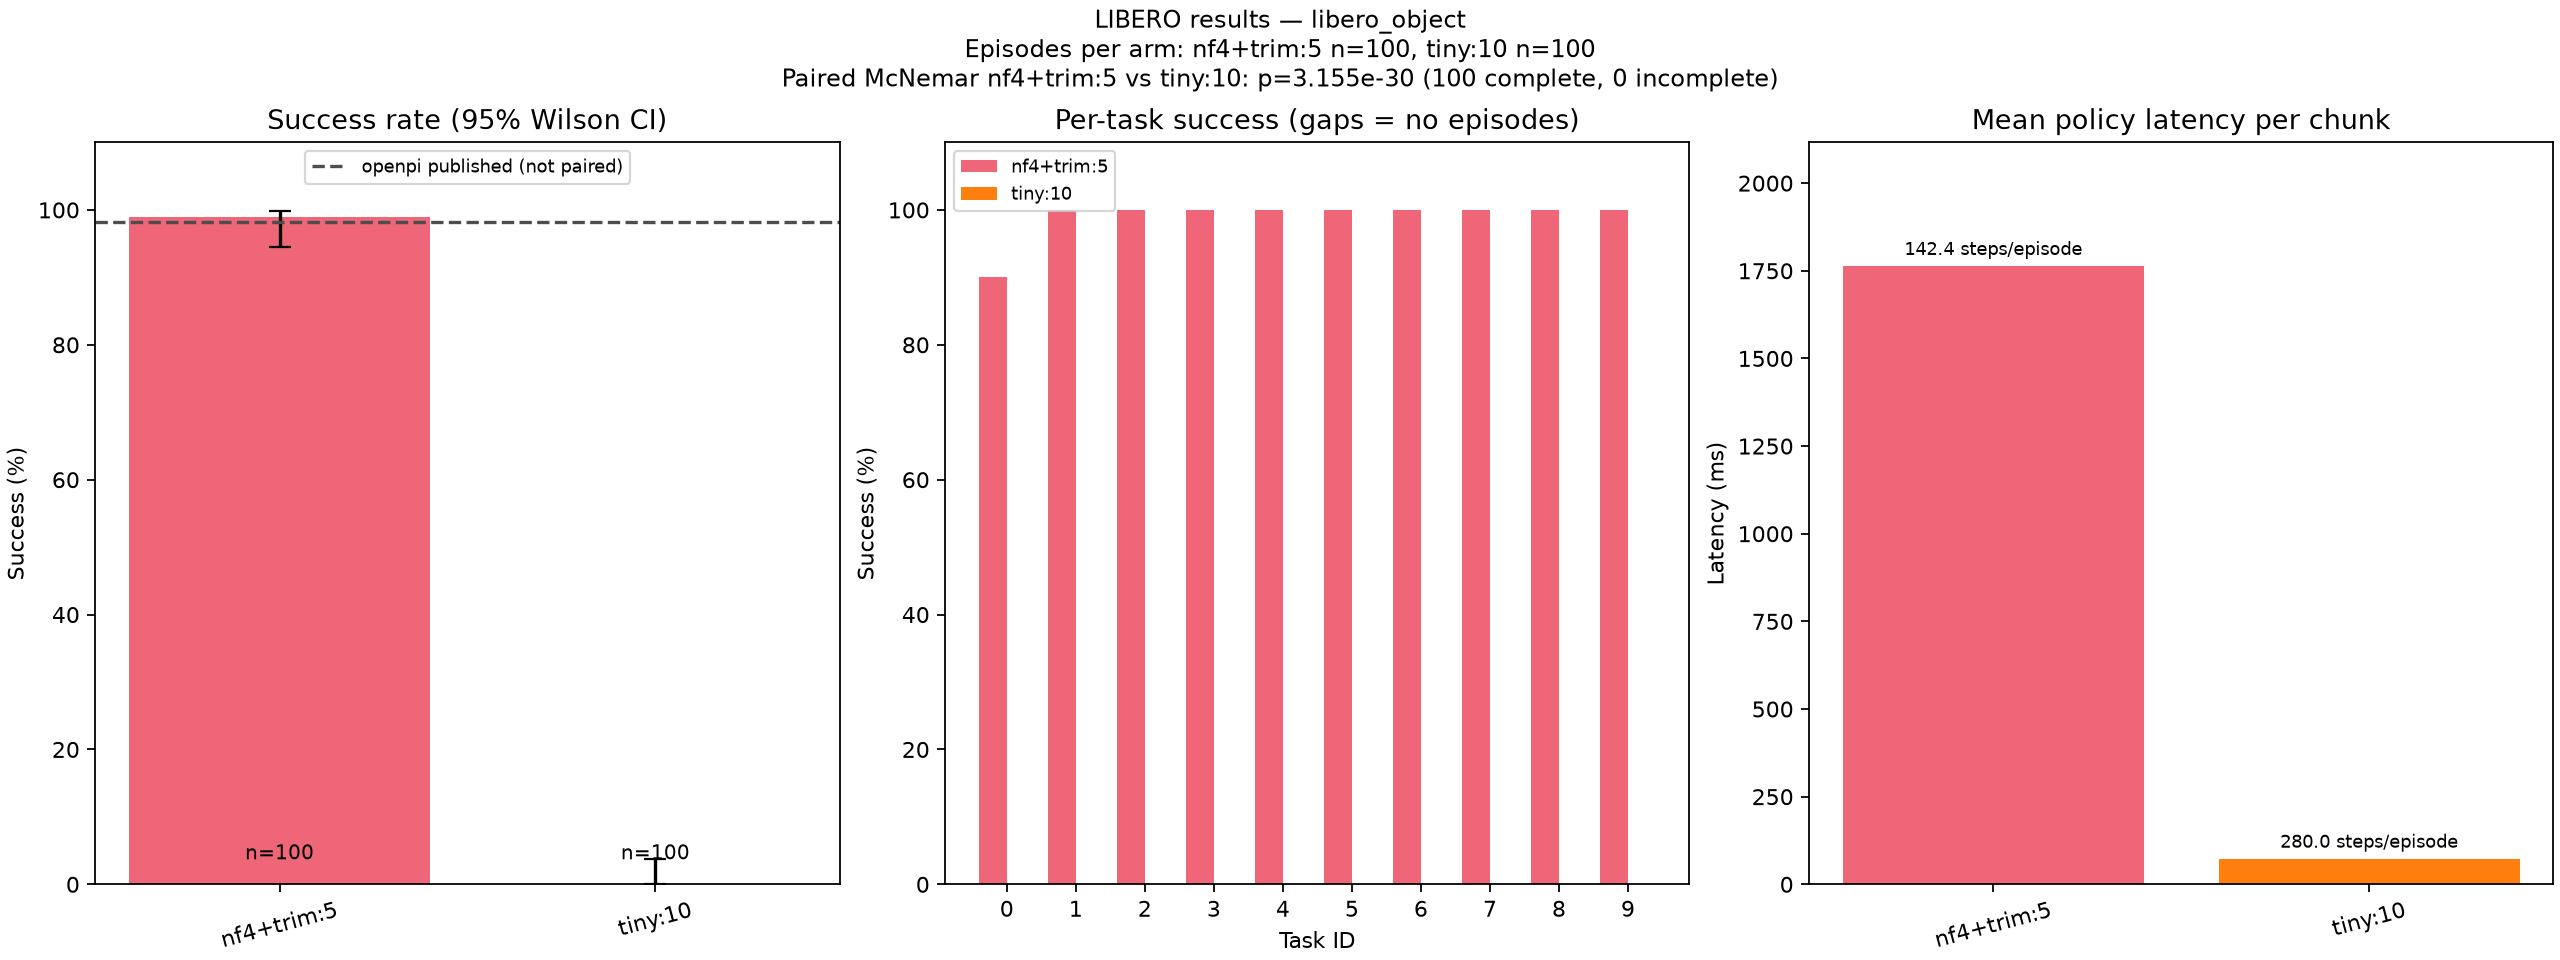 LIBERO results — libero_object
Episodes per arm: nf4+trim:5 n=100, tiny:10 n=100
Paired McNemar nf4+trim:5 vs tiny:10: p=3.155e-30 (100 complete, 0 incomplete)
Success rate (95% Wilson CI)
openpi published (not paired)
Success (%)
100
80
60
40
20
0
n=100
n=100
nf4+trim:5
tiny:10
Per-task success (gaps = no episodes)
nf4+trim:5
tiny:10
Success (%)
100
80
60
40
20
0
0 1 2 3 4 5 6 7 8 9
Task ID
Mean policy latency per chunk
Latency (ms)
2000
1750
1500
1250
1000
750
500
250
0
142.4 steps/episode
280.0 steps/episode
nf4+trim:5
tiny:10